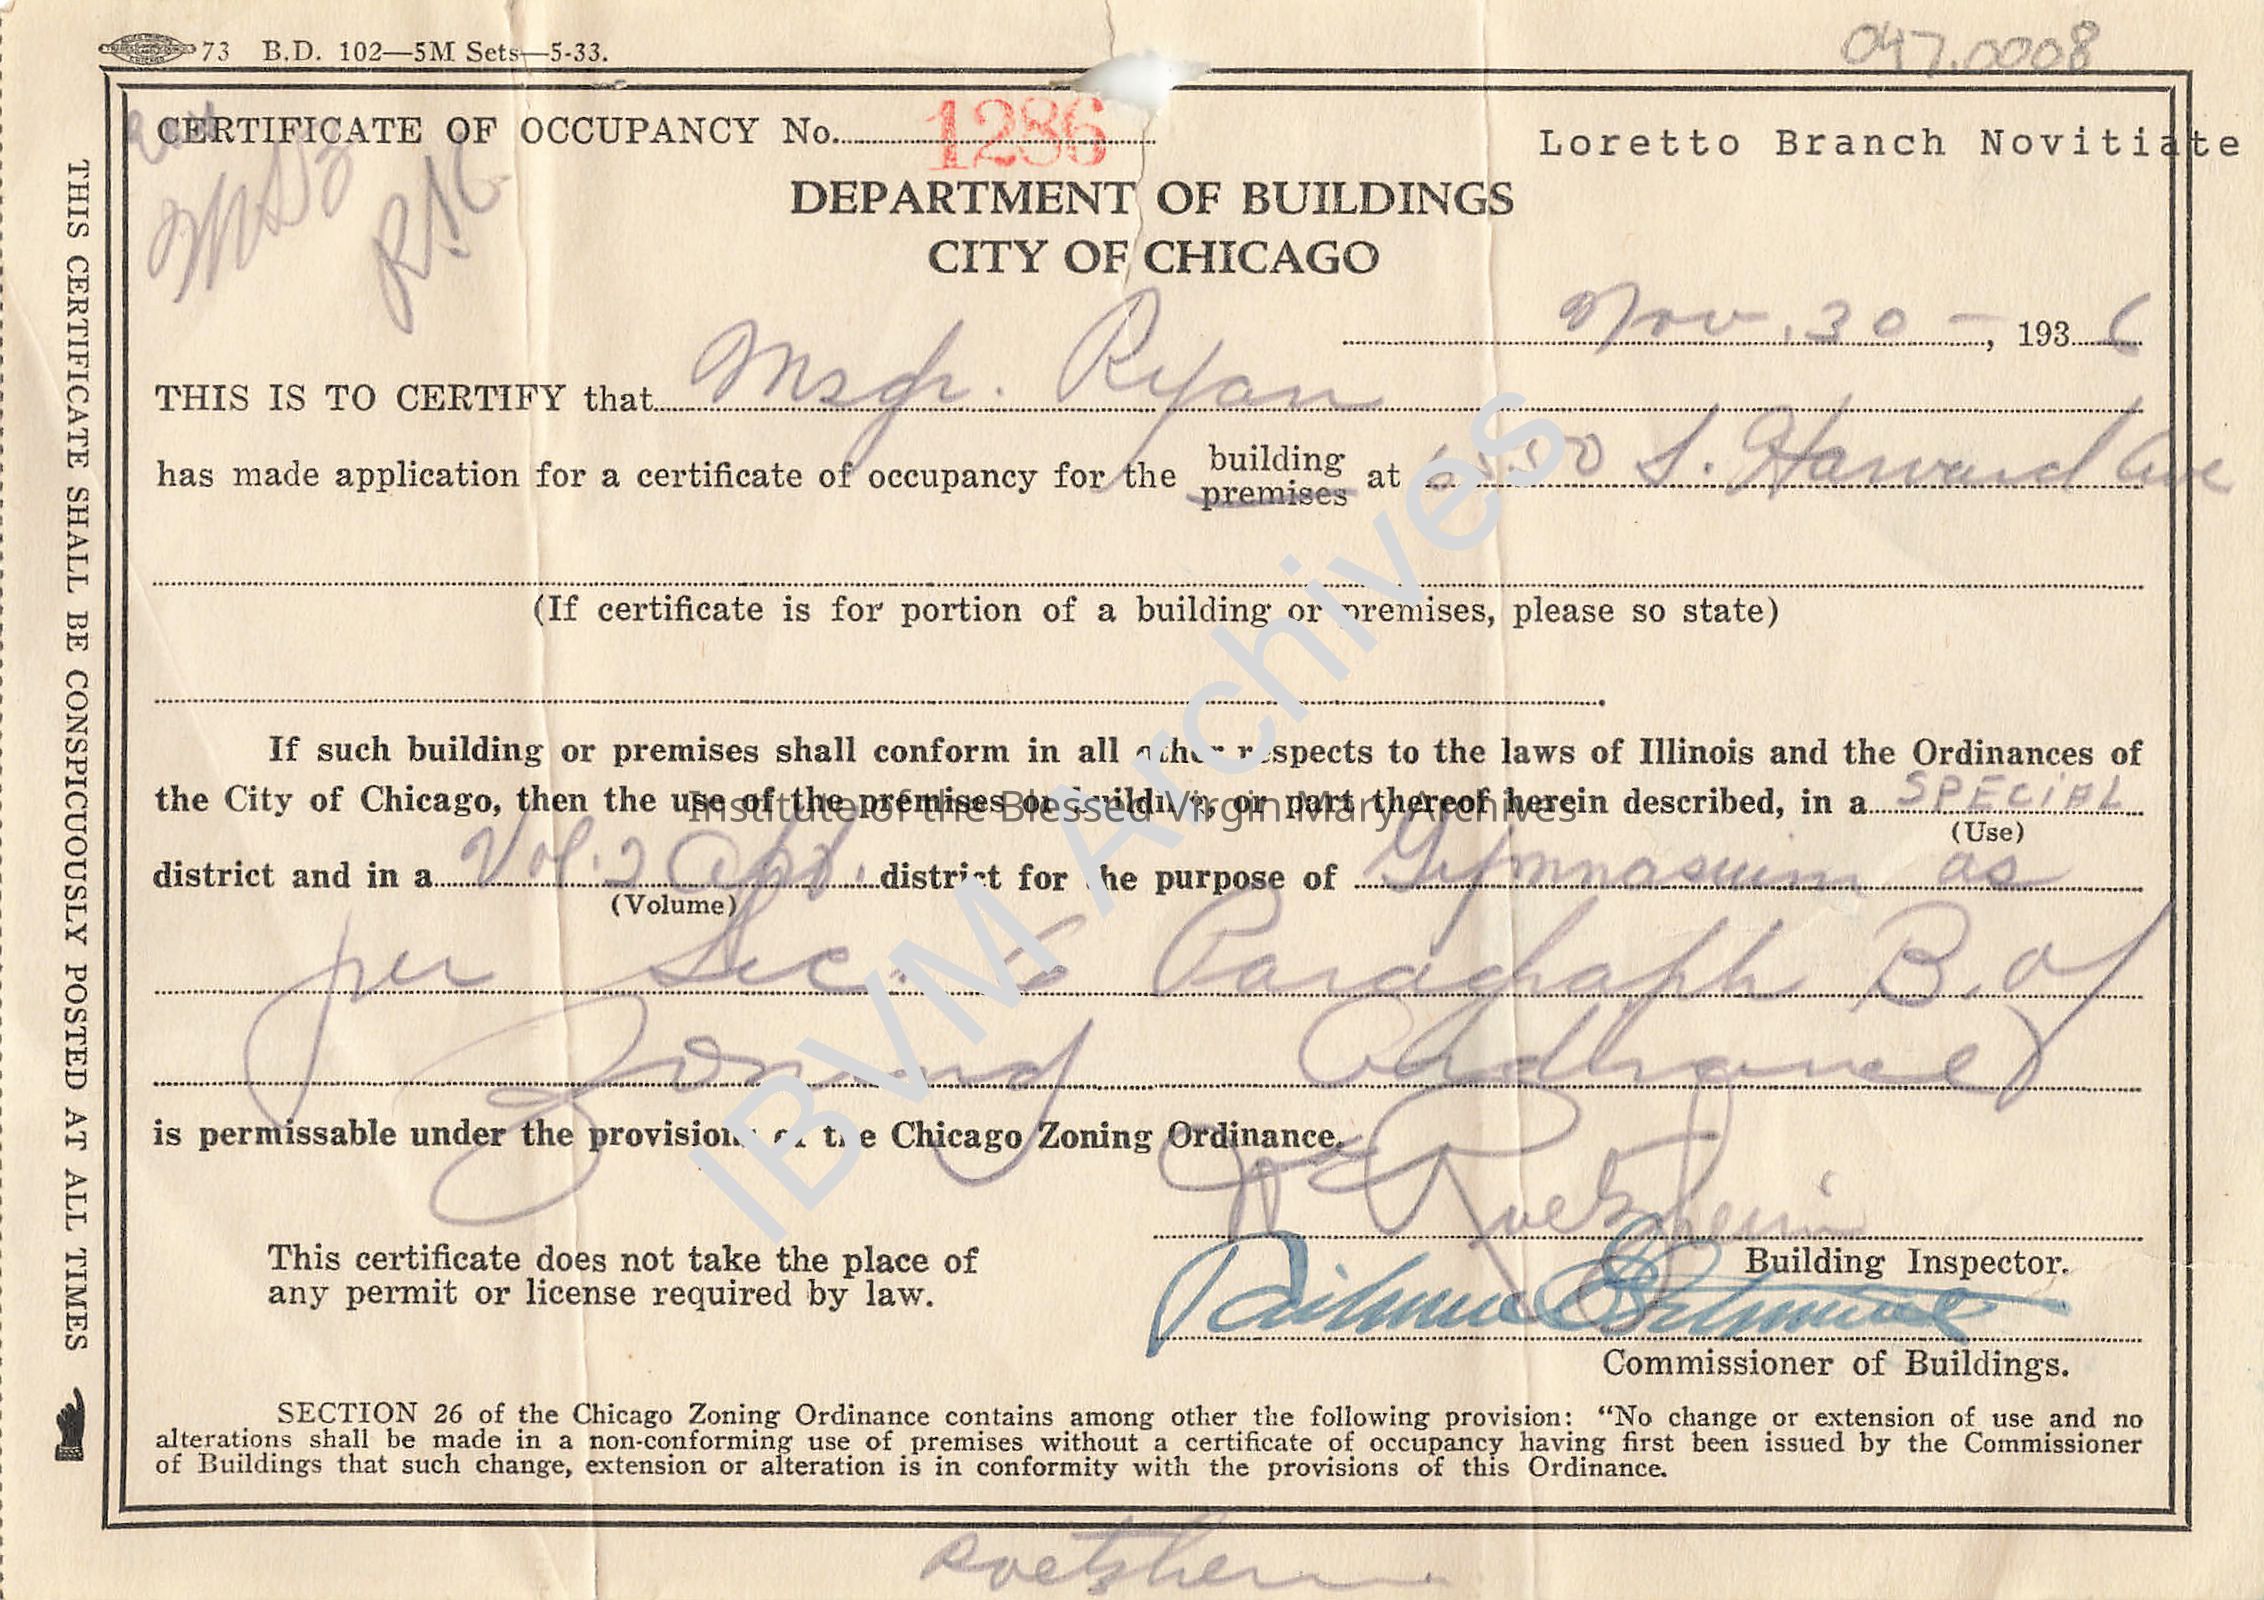 73 B.D. 102—5M Sets—5-33.
047.0008
CERTIFICATE OF OCCUPANCY No. 1286
Loretto Branch Novitiate
DEPARTMENT OF BUILDINGS
CITY OF CHICAGO
Nov. 30 —, 1936
THIS IS TO CERTIFY that Msgr. Ryan
has made application for a certificate of occupancy for the building premises at S. Harvard Ave
(If certificate is for portion of a building or premises, please so state)
If such building or premises shall conform in all other respects to the laws of Illinois and the Ordinances of
the City of Chicago, then the use of the premises or building, or part thereof herein described, in a SPECIAL
(Use)
district and in a Vol. 2 Apt. district for the purpose of Gymnasium as
(Volume)
per Sec. 6 Paragraph B. of
Zoning Ordinance
is permissable under the provisions of the Chicago Zoning Ordinance.
Building Inspector.
This certificate does not take the place of
any permit or license required by law.
Commissioner of Buildings.
SECTION 26 of the Chicago Zoning Ordinance contains among other the following provision: “No change or extension of use and no
alterations shall be made in a non-conforming use of premises without a certificate of occupancy having first been issued by the Commissioner
of Buildings that such change, extension or alteration is in conformity with the provisions of this Ordinance.
THIS CERTIFICATE SHALL BE CONSPICUOUSLY POSTED AT ALL TIMES
IBVM Archives
Institute of the Blessed Virgin Mary Archives